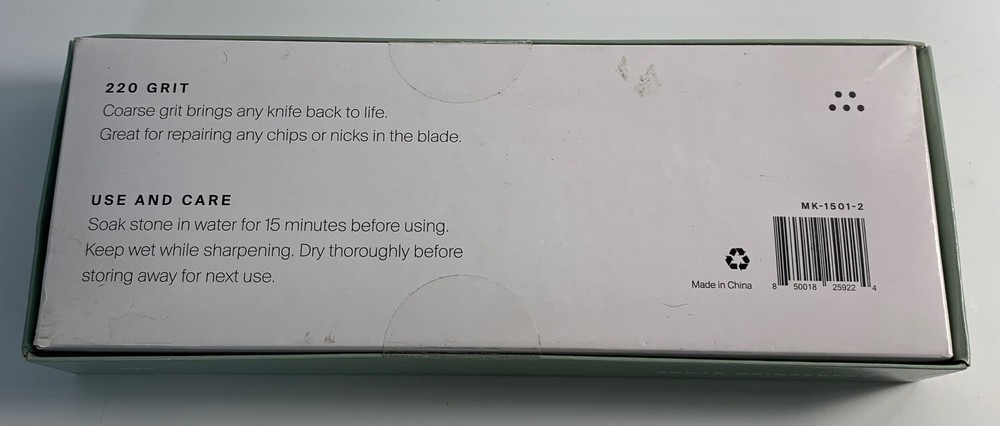 220 GRIT
Coarse grit brings any knife back to life.
Great for repairing any chips or nicks in the blade.
USE AND CARE
Soak stone in water for 15 minutes before using.
Keep wet while sharpening. Dry thoroughly before
storing away for next use.
MK-1501-2
Made in China
8 50018 25922 4